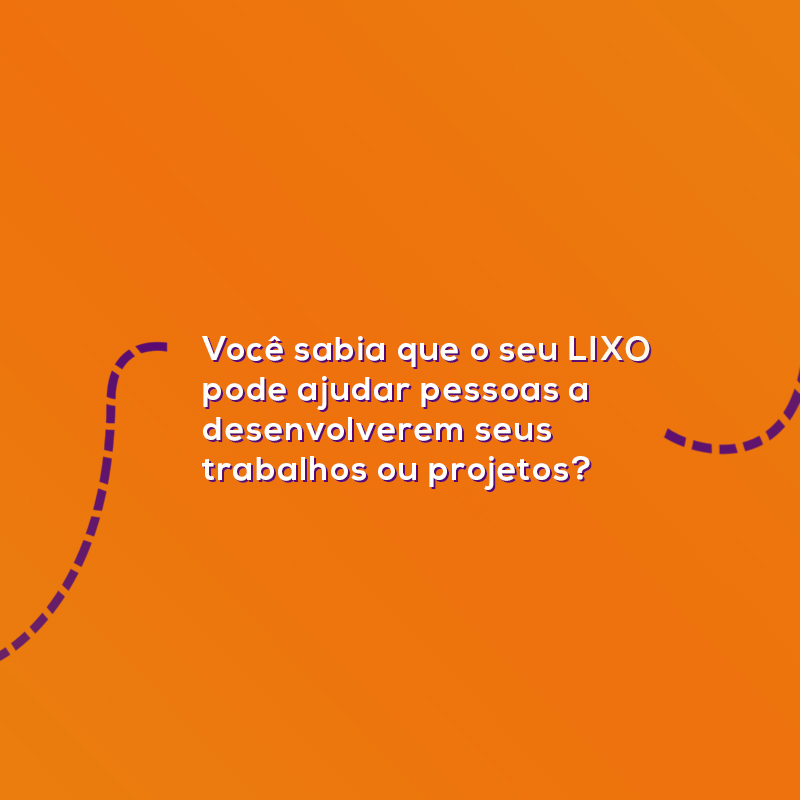 Você sabia que o seu LIXO
pode ajudar pessoas a
desenvolverem seus
trabalhos ou projetos?